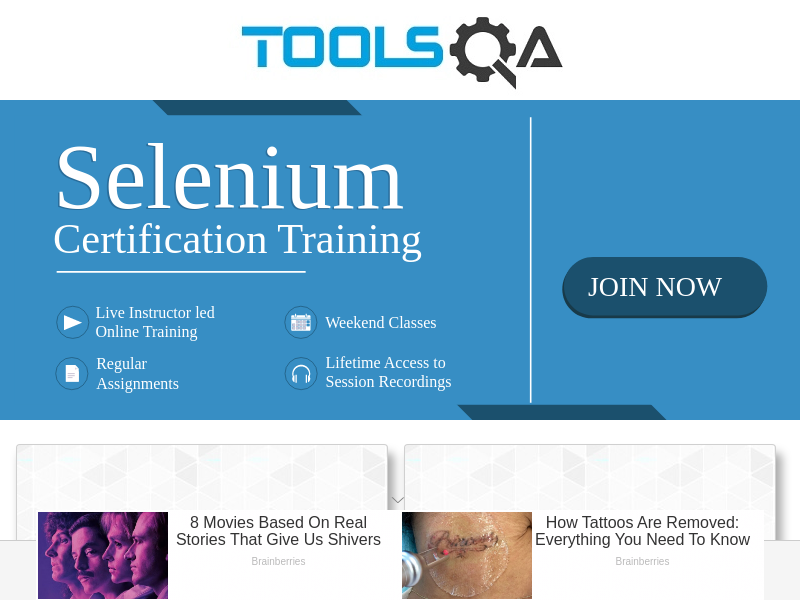 TOOLSQA
Selenium
Certification Training
JOIN NOW
Live Instructor led
Online Training
Weekend Classes
Regular
Assignments
Lifetime Access to
Session Recordings
8 Movies Based On Real
Stories That Give Us Shivers
Brainberries
How Tattoos Are Removed:
Everything You Need To Know
Brainberries